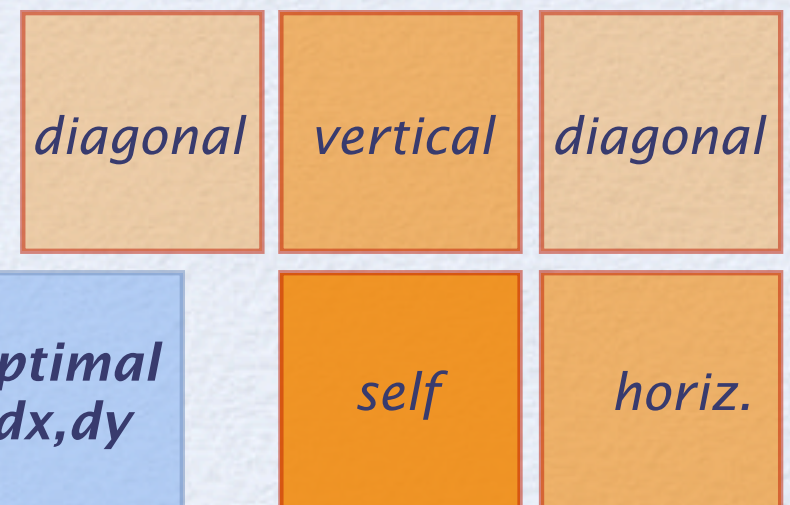 diagonal
vertical
diagonal
ptimal
dx,dy
self
horiz.